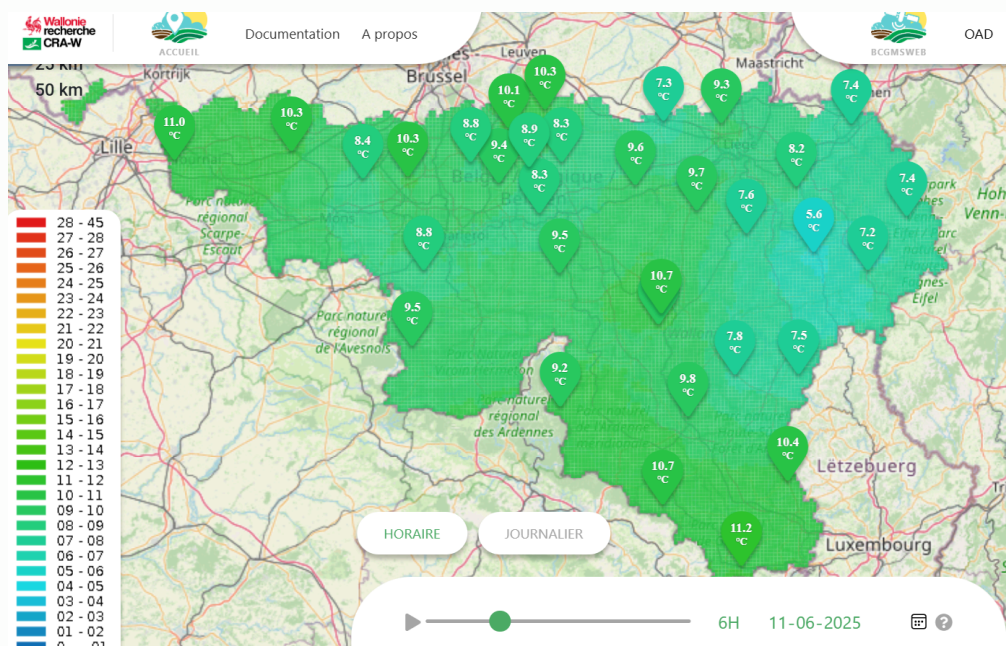 Wallonie
recherche
CRA-W
ACCUEIL
Documentation
A propos
BCGMSWEB
OAD
25 km
50 km
Kortrijk
Brussel
Leuven
Maastricht
Lille
Liège
Mons
Parc naturel
régional
Scarpe-
Escaut
Parc naturel
régional
de l'Avesnois
Parc naturel
régional
des Ardennes
Lëtzebuerg
Luxembourg
Eifel
11.0
°C
10.3
°C
8.4
°C
10.3
°C
8.8
°C
10.1
°C
10.3
°C
9.4
°C
8.9
°C
8.3
°C
8.3
°C
7.3
°C
9.3
°C
7.4
°C
9.6
°C
9.7
°C
8.2
°C
7.6
°C
7.4
°C
5.6
°C
7.2
°C
8.8
°C
9.5
°C
10.7
°C
9.5
°C
7.8
°C
7.5
°C
9.2
°C
9.8
°C
10.4
°C
10.7
°C
11.2
°C
28 - 45
27 - 28
26 - 27
25 - 26
24 - 25
23 - 24
22 - 23
21 - 22
20 - 21
19 - 20
18 - 19
17 - 18
16 - 17
15 - 16
14 - 15
13 - 14
12 - 13
11 - 12
10 - 11
09 - 10
08 - 09
07 - 08
06 - 07
05 - 06
04 - 05
03 - 04
02 - 03
01 - 02
HORAIRE
JOURNALIER
6H
11-06-2025
?